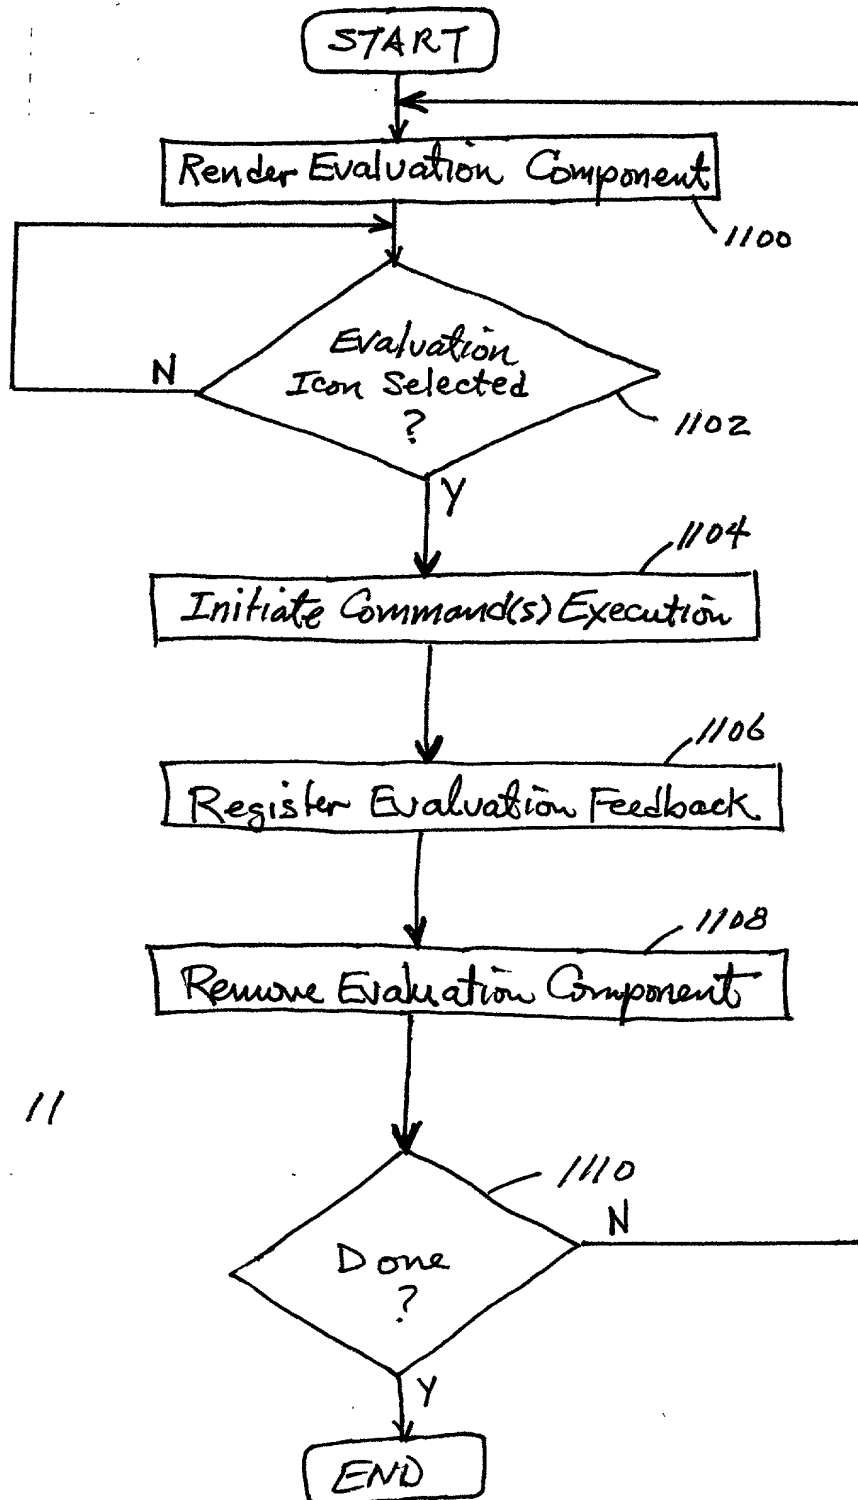 START
Render Evaluation Component
1100
Evaluation
Icon Selected
?
N
1102
Y
1104
Initiate Command(s) Execution
1106
Register Evaluation Feedback
1108
Remove Evaluation Component
11
1110
N
Done
?
Y
END